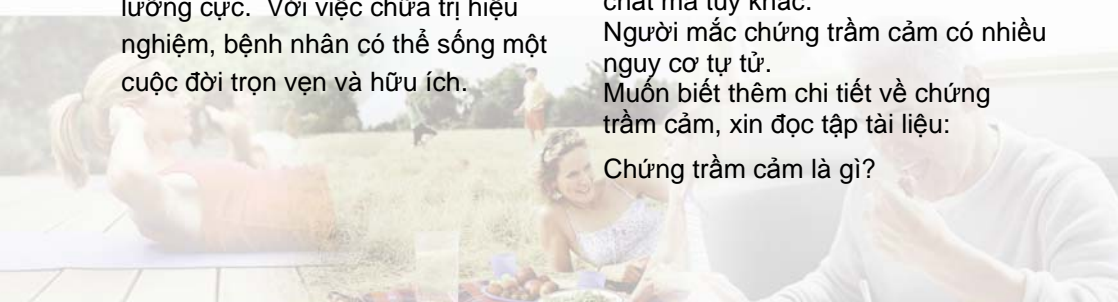 lưỡng cực.  Với việc chữa trị hiệu
nghiệm, bệnh nhân có thể sống một
cuộc đời trọn vẹn và hữu ích.
chất ma túy khác.
Người mắc chứng trầm cảm có nhiều
nguy cơ tự tử.
Muốn biết thêm chi tiết về chứng
trầm cảm, xin đọc tập tài liệu:
Chứng trầm cảm là gì?